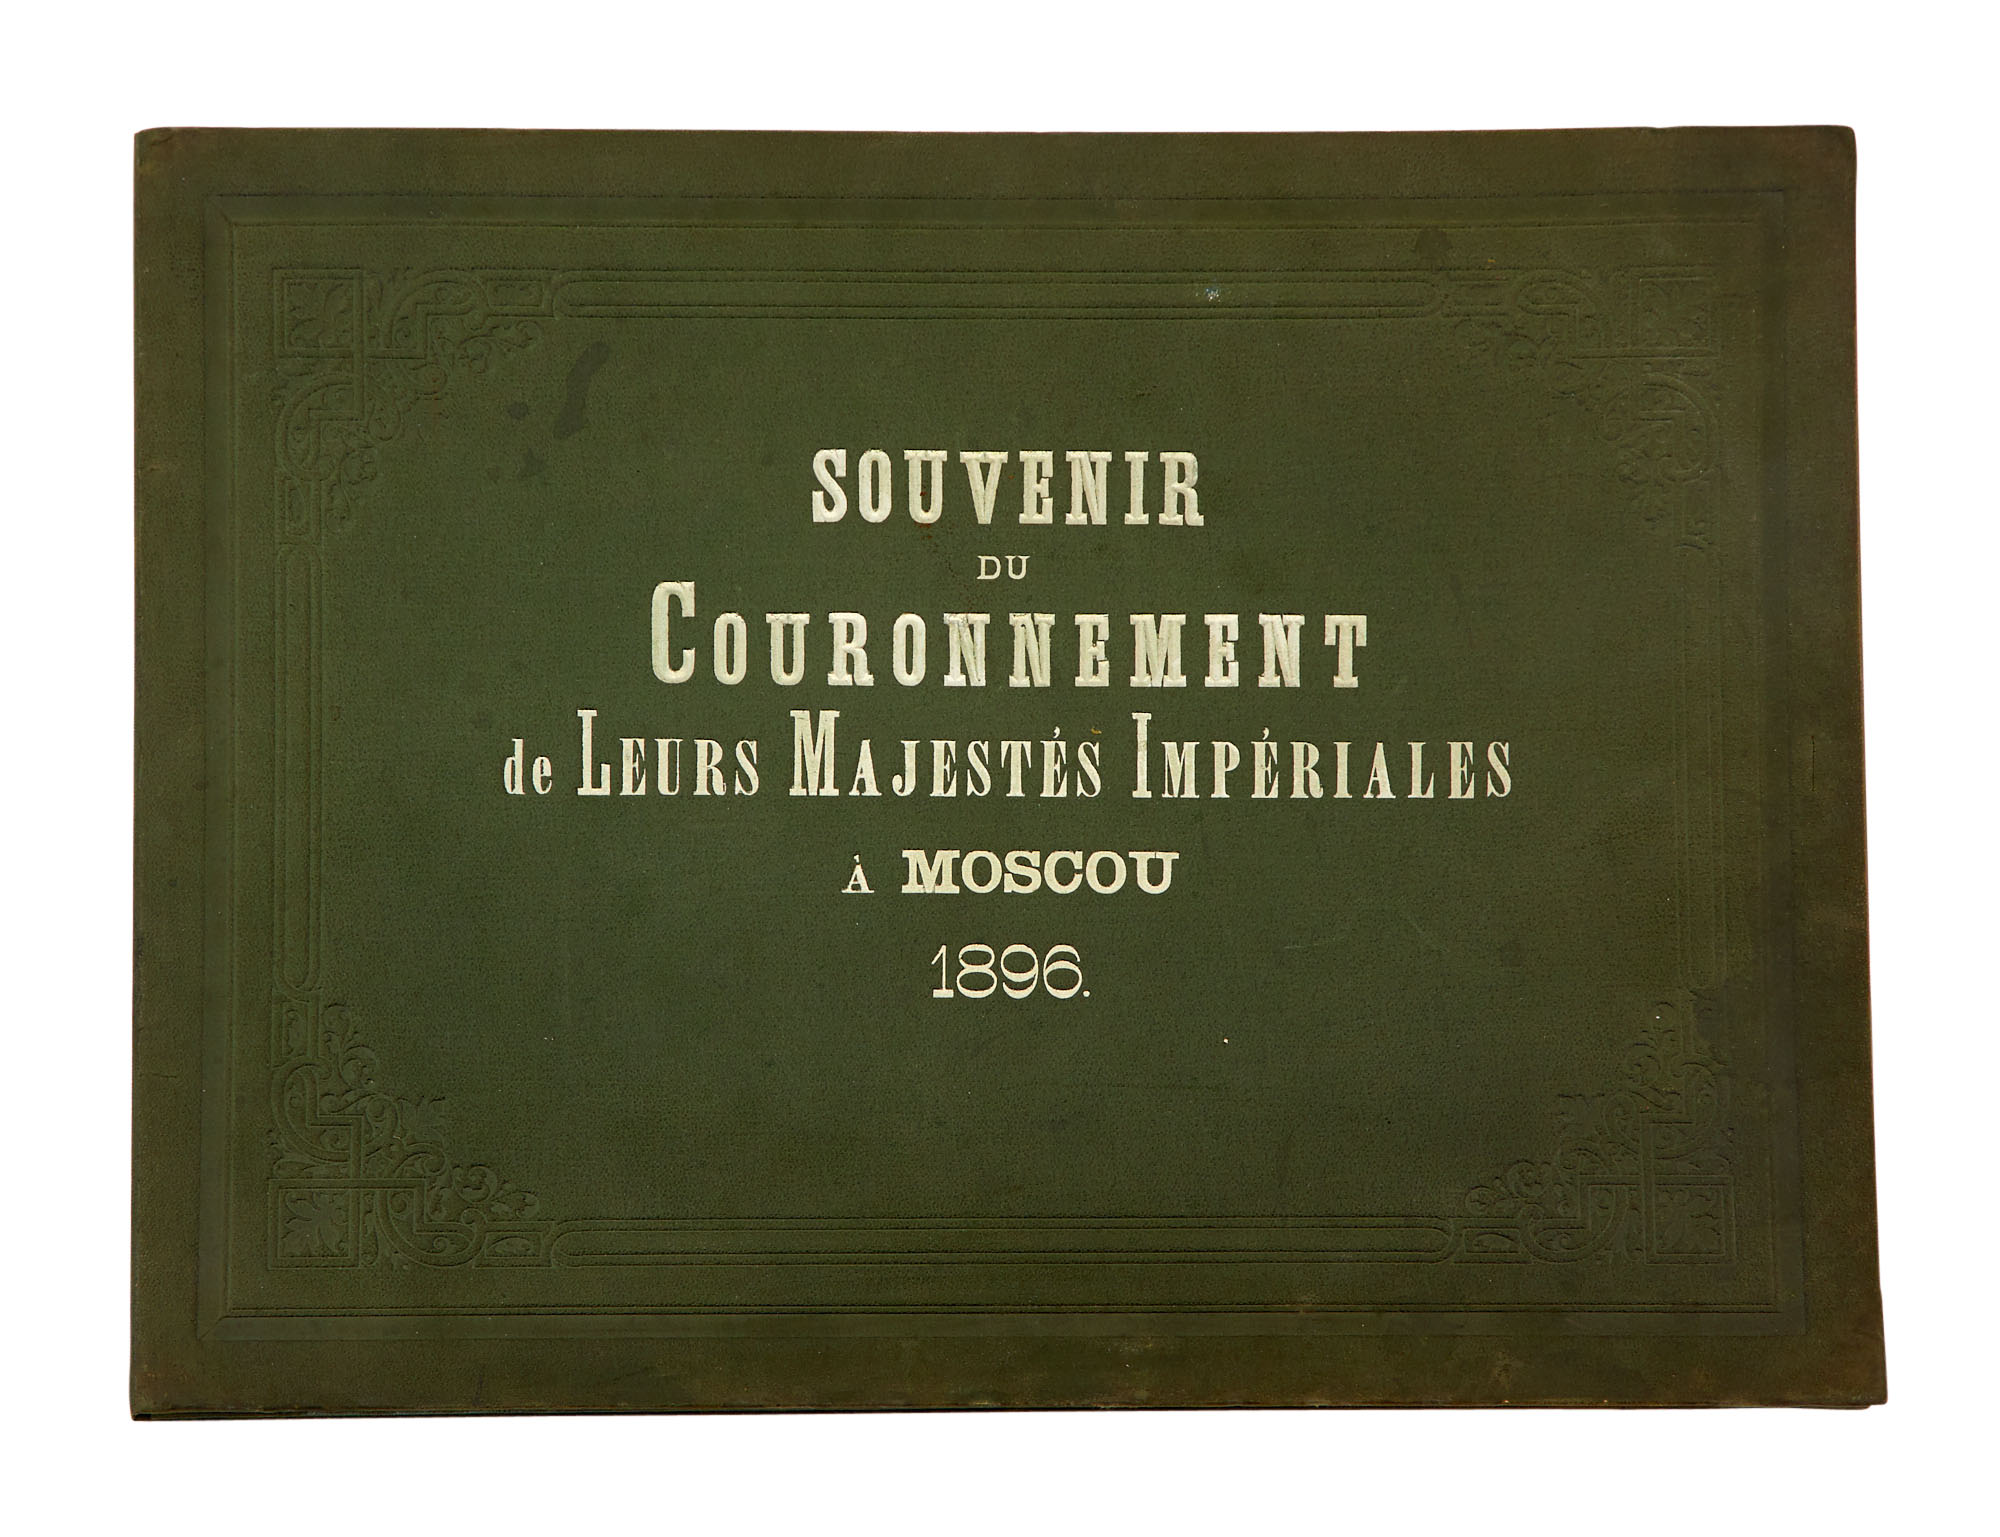 SOUVENIR
DU
COURONNEMENT
de LEURS MAJESTÉS IMPÉRIALES
À MOSCOU
1896.